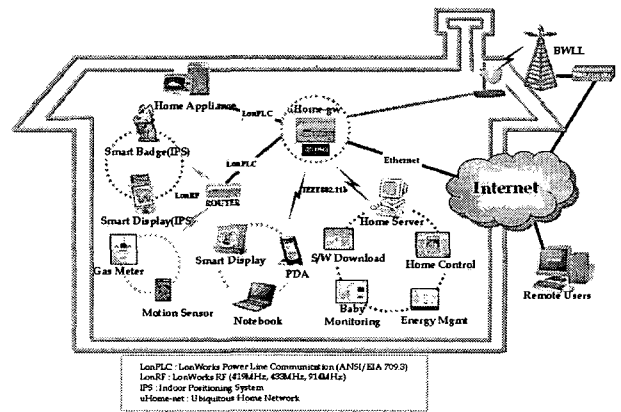 BWLL
Home Appliance
LonPLC
uHome-gw
Smart Badge(IPS)
LonPLC
Ethernet
LonRF
ROUTER
IEEE802.11b
Internet
Smart Display(IPS
Home Server
Gas Meter
Smart Display
PDA
S/W Download
Home Control
Remote Users
Motion Sensor
Notebook
Baby
Monitoring
Energy Mgmt
LonPLC : LonWorks Power Line Communication (ANSI/EIA 709.3)
LonRF : LonWorks RF (419MHz, 433MHz, 914MHz)
IPS : Indoor Positioning System
uHome-net : Ubiquitous Home Network